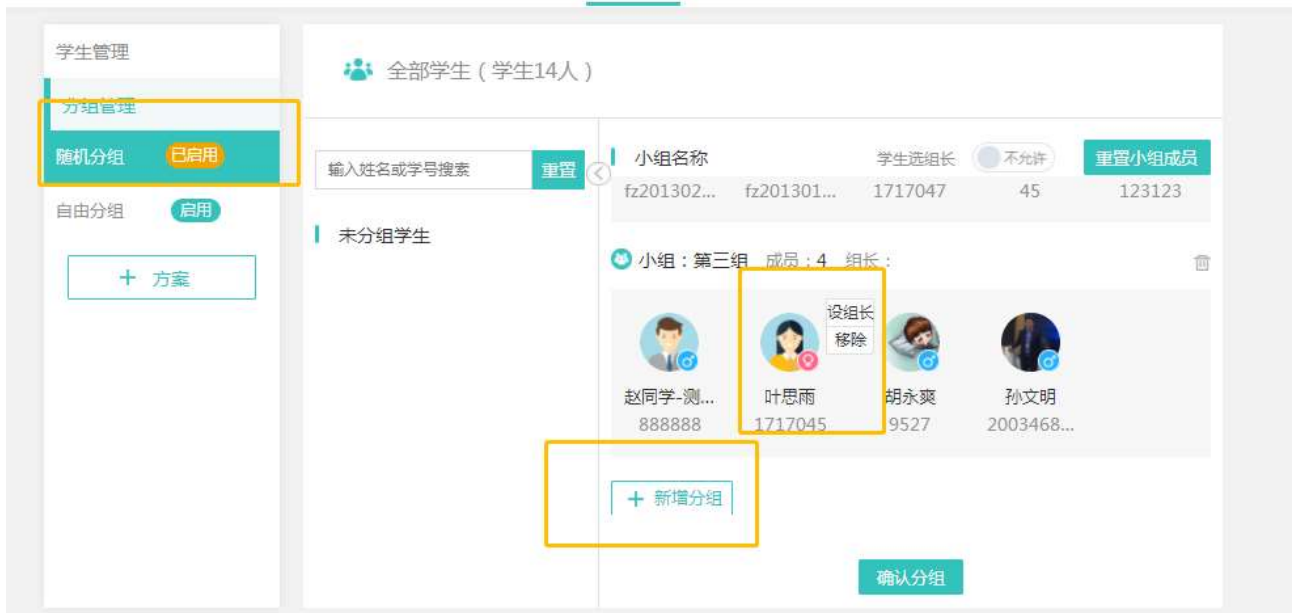 学生管理
分组管理
随机分组 已启用
自由分组 启用
+ 方案
全部学生（学生14人）
输入姓名或学号搜索 重置
未分组学生
小组名称 学生选组长 不允许 重置小组成员
fz201302... fz201301... 1717047 45 123123
小组：第三组 成员：4 组长：
设组长
移除
赵同学-测... 叶思雨 胡永爽 孙文明
888888 1717045 9527 2003468...
+ 新增分组
确认分组